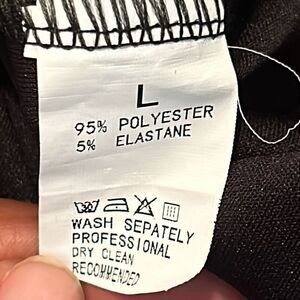 L
95% POLYESTER
5% ELASTANE
WASH SEPATELY
PROFESSIONAL
DRY CLEAN
RECOMMENDED